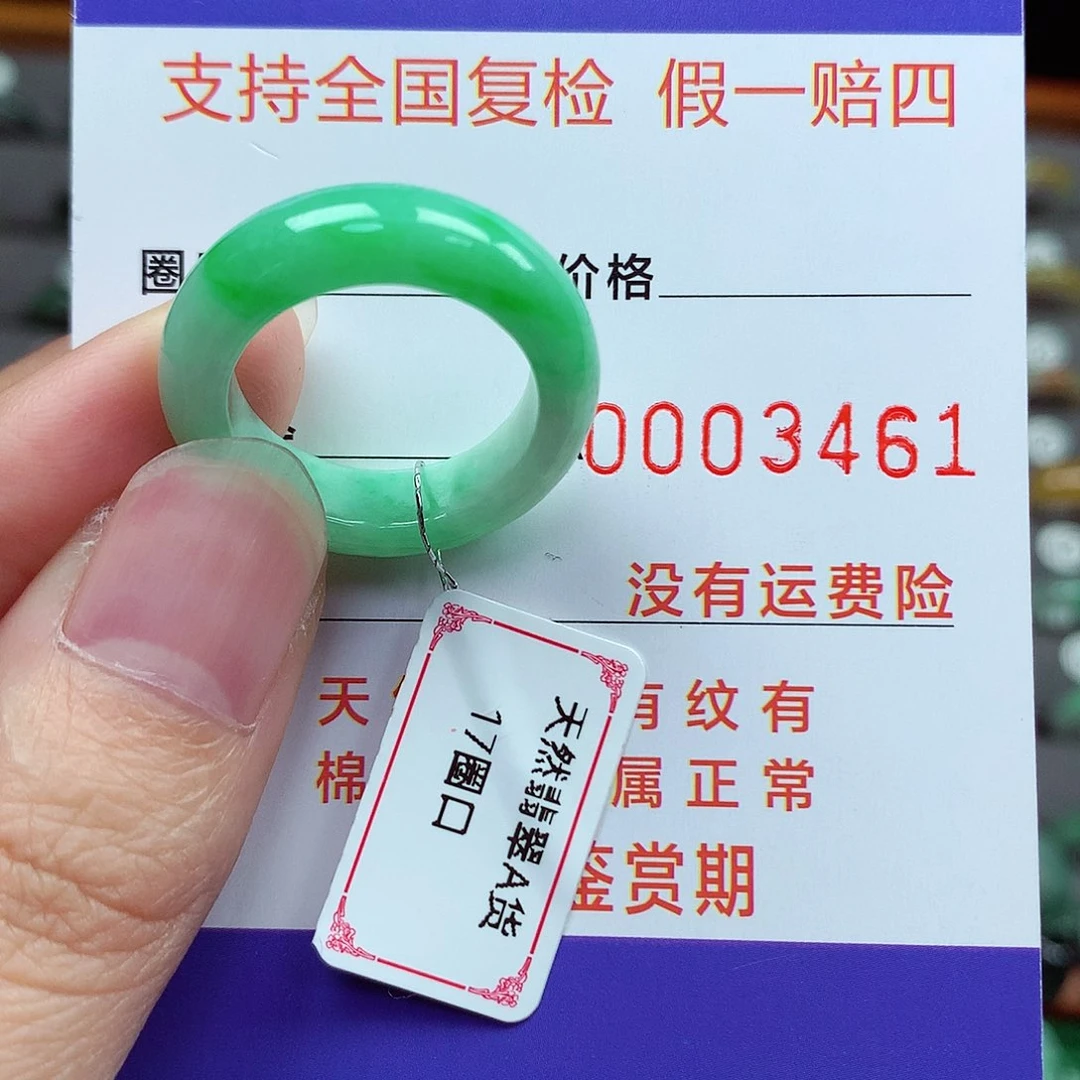 支持全国复检 假一赔四
圈 价格
0003461
没有运费险
天 有纹有
棉 属正常
鉴赏期
天然翡翠A货
17圈口